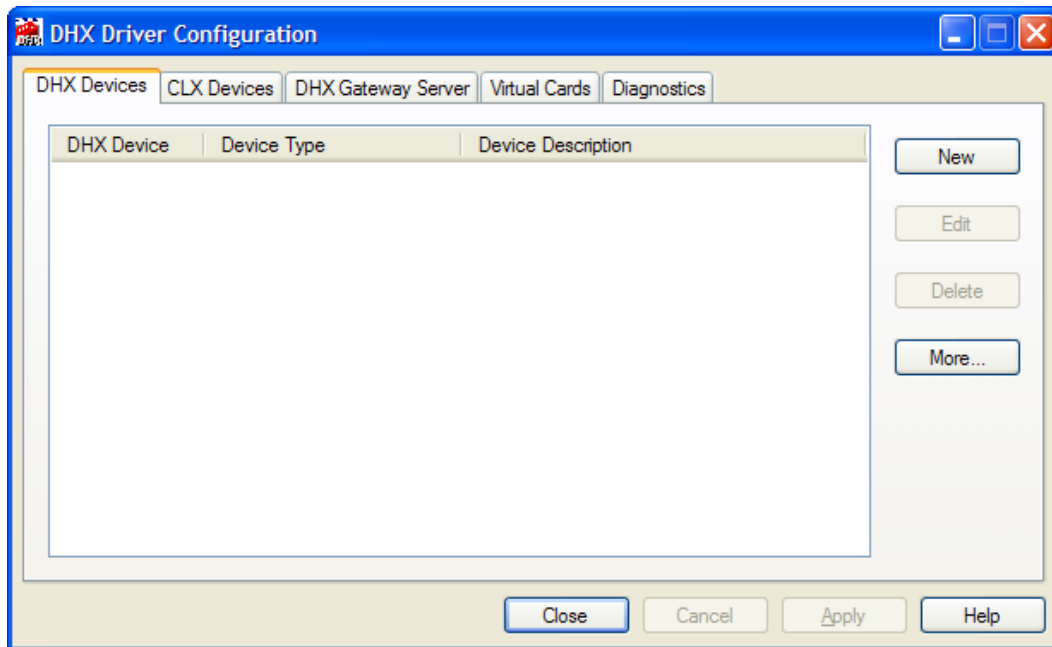 DHX Driver Configuration
DHX Devices CLX Devices DHX Gateway Server Virtual Cards Diagnostics
DHX Device Device Type Device Description
New
Edit
Delete
More...
Close Cancel Apply Help